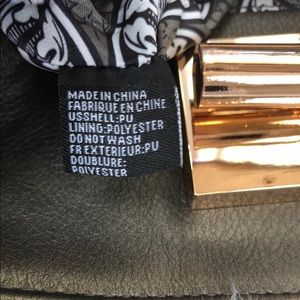 MADE IN CHINA
FABRIQUE EN CHINE
USSHELL:PU
LINING:POLYESTER
DO NOT WASH
FR EXTERIEUR:PU
DOUBLURE:
POLYESTER